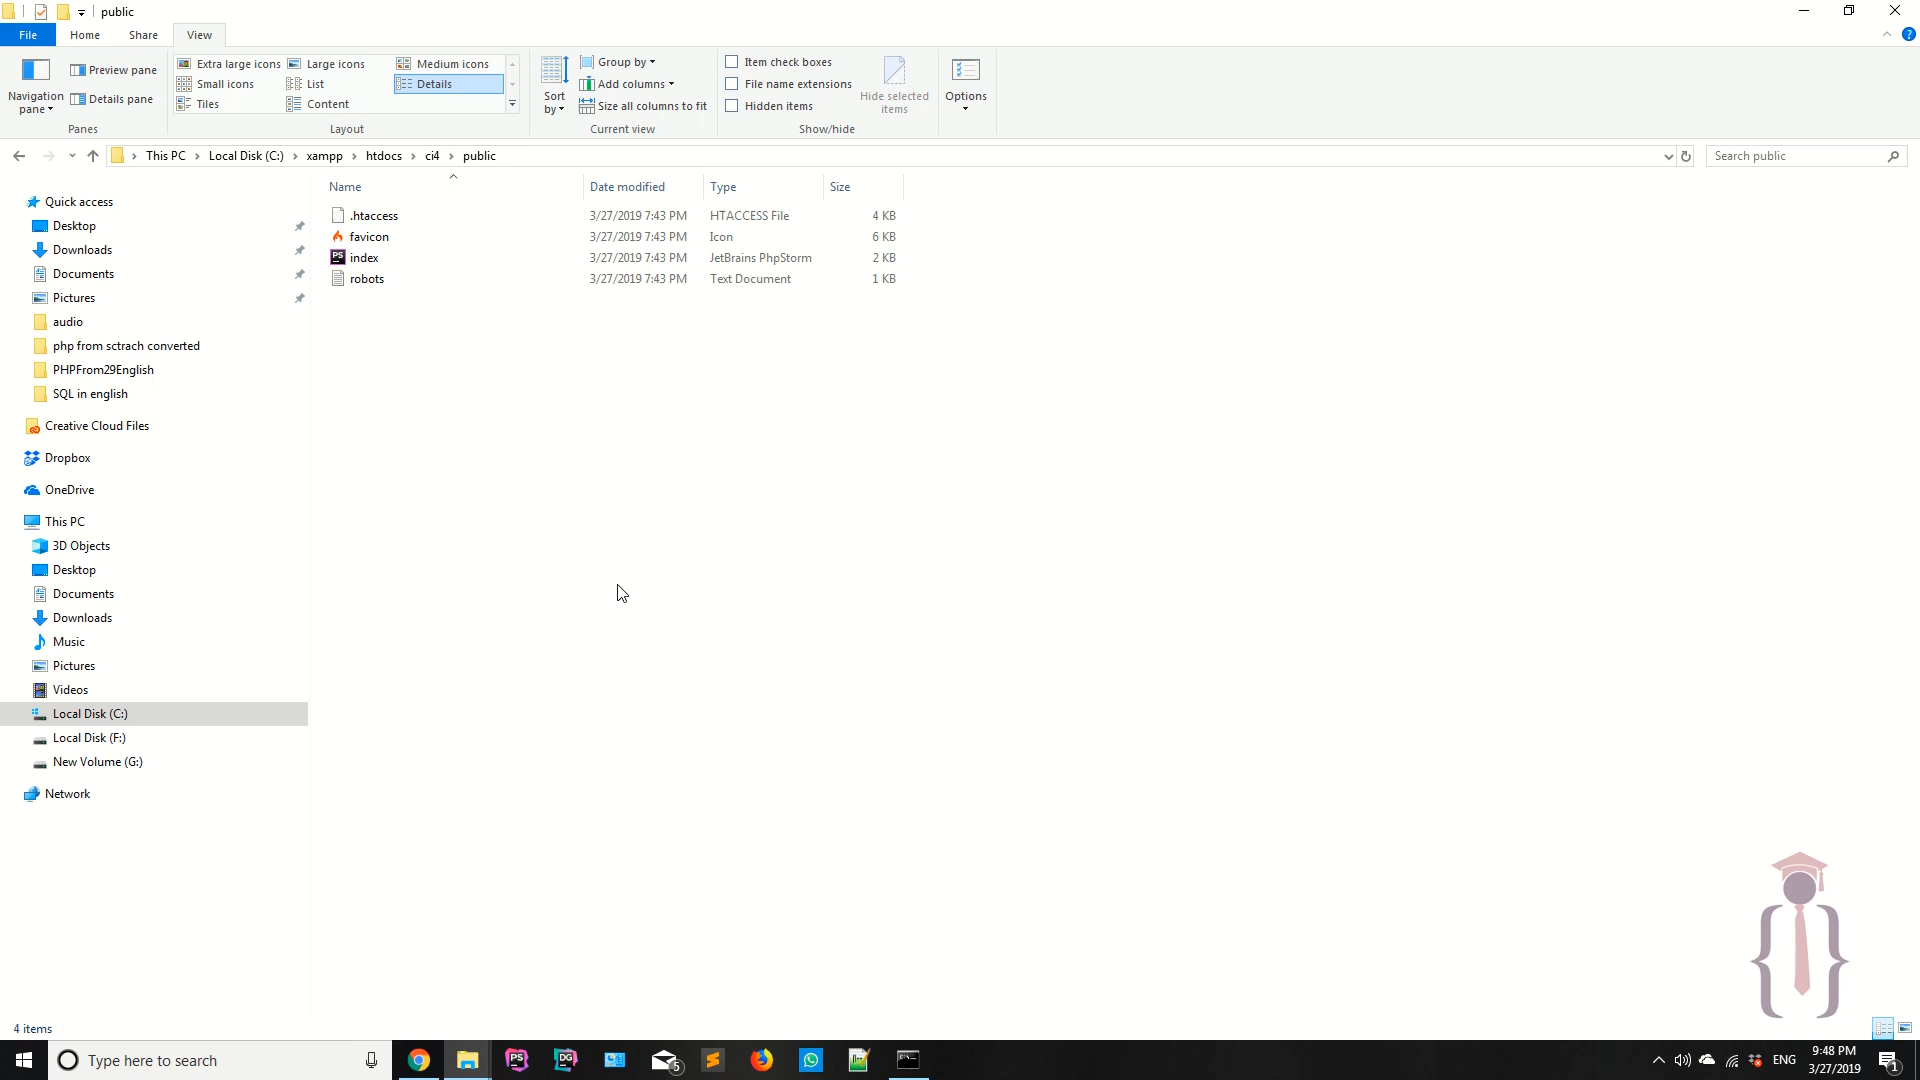 public
File Home Share View
Navigation pane
Preview pane
Details pane
Panes
Extra large icons Large icons Medium icons
Small icons List Details
Tiles Content
Layout
Sort by
Group by
Add columns
Size all columns to fit
Current view
Item check boxes
File name extensions
Hidden items
Hide selected items
Show/hide
Options
This PC Local Disk (C:) xampp htdocs ci4 public
Search public
Name Date modified Type Size
.htaccess 3/27/2019 7:43 PM HTACCESS File 4 KB
favicon 3/27/2019 7:43 PM Icon 6 KB
index 3/27/2019 7:43 PM JetBrains PhpStorm 2 KB
robots 3/27/2019 7:43 PM Text Document 1 KB
Quick access
Desktop
Downloads
Documents
Pictures
audio
php from sctrach converted
PHPFrom29English
SQL in english
Creative Cloud Files
Dropbox
OneDrive
This PC
3D Objects
Desktop
Documents
Downloads
Music
Pictures
Videos
Local Disk (C:)
Local Disk (F:)
New Volume (G:)
Network
4 items
Type here to search
PS
DG
5
ENG
9:48 PM
3/27/2019
1